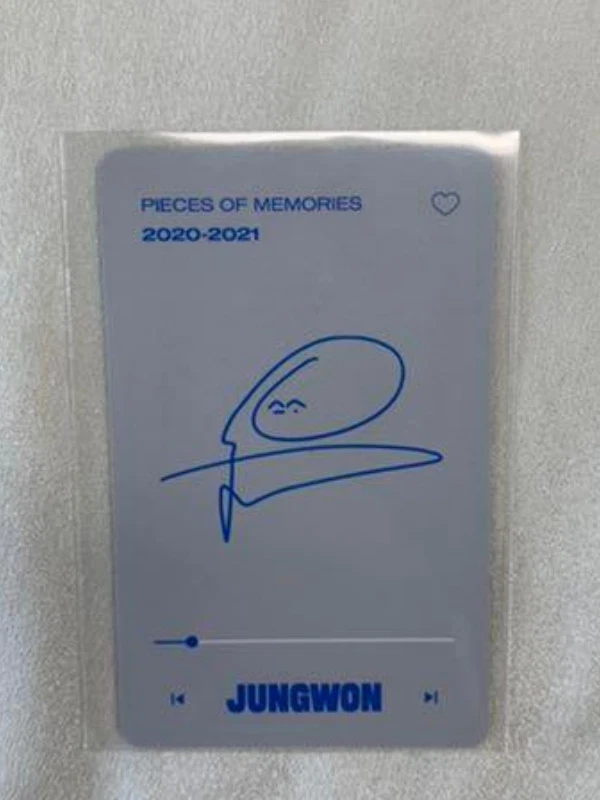 PIECES OF MEMORIES
2020-2021
JUNGWON